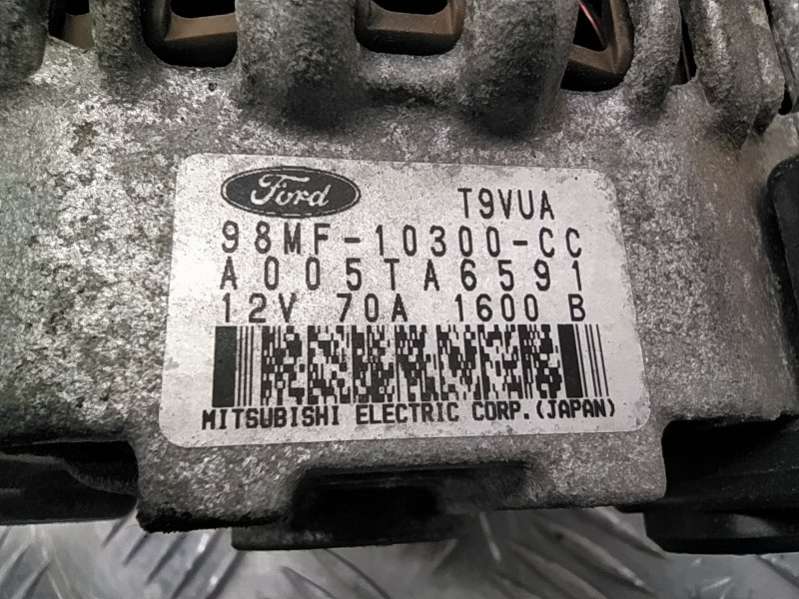 Ford T9VUA
98MF-10300-CC
A005TA6591
12V 70A 1600 B
MITSUBISHI ELECTRIC CORP.(JAPAN)